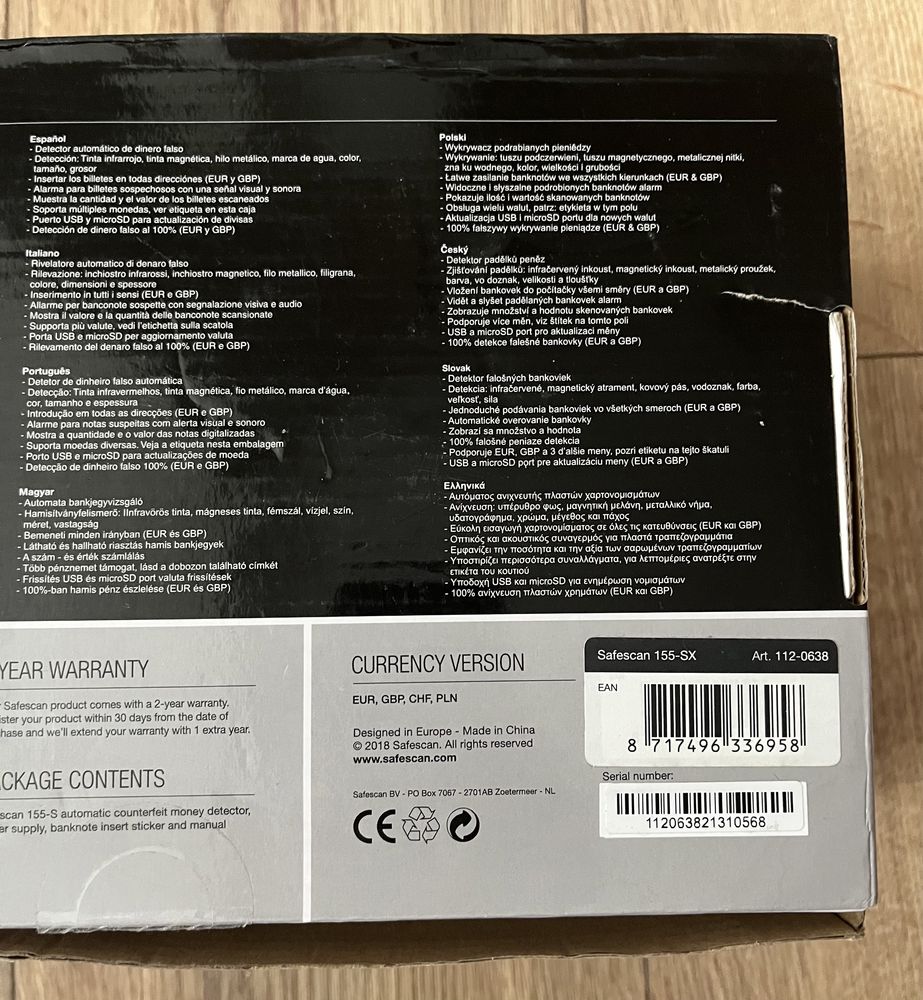 Español
- Detector automático de dinero falso
- Detección: Tinta infrarrojo, tinta magnética, hilo metálico, marca de agua, color,
tamaño, grosor
- Insertar los billetes en todas direcciónes (EUR y GBP)
- Alarma para billetes sospechosos con una señal visual y sonora
- Muestra la cantidad y el valor de los billetes escaneados
- Soporta múltiples monedas, ver etiqueta en esta caja
- Puerto USB y microSD para actualización de divisas
- Detección de dinero falso al 100% (EUR y GBP)
Italiano
- Rivelatore automatico di denaro falso
- Rilevazione: inchiostro infrarossi, inchiostro magnetico, filo metallico, filigrana,
colore, dimensioni e spessore
- Inserimento in tutti i sensi (EUR e GBP)
- Allarme per banconote sospette con segnalazione visiva e audio
- Mostra il valore e la quantità delle banconote scansionate
- Supporta più valute, vedi l'etichetta sulla scatola
- Porta USB e microSD per aggiornamento valuta
- Rilevamento del denaro falso al 100% (EUR e GBP)
Português
- Detetor de dinheiro falso automática
- Detecção: Tinta infravermelhos, tinta magnética, fio metálico, marca d'água,
cor, tamanho e espessura
- Introdução em todas as direcções (EUR e GBP)
- Alarme para notas suspeitas com alerta visual e sonoro
- Mostra a quantidade e o valor das notas digitalizadas
- Suporta moedas diversas. Veja a etiqueta nesta embalagem
- Porto USB e microSD para actualizações de moeda
- Detecção de dinheiro falso 100% (EUR e GBP)
Magyar
- Automata bankjegyvizsgáló
- Hamisítványfelismerő: IInfravörös tinta, mágneses tinta, fémszál, vízjel, szín,
méret, vastagság
- Bemeneti minden irányban (EUR és GBP)
- Látható és hallható riasztás hamis bankjegyek
- A szám - és érték számlálás
- Több pénznemet támogat, lásd a dobozon található címkét
- Frissítés USB és microSD port valuta frissítések
- 100%-ban hamis pénz észlelése (EUR és GBP)
Polski
- Wykrywacz podrabianych pieniędzy
- Wykrywanie: tuszu podczerwieni, tuszu magnetycznego, metalicznej nitki,
zna ku wodnego, kolor, wielkości i grubości
- Łatwe zasilanie banknotów we wszystkich kierunkach (EUR & GBP)
- Widoczne i słyszalne podrobionych banknotów alarm
- Pokazuje ilość i wartość skanowanych banknotów
- Obsługa wielu walut, patrz: etykieta w tym polu
- Aktualizacja USB i microSD portu dla nowych walut
- 100% fałszywy wykrywanie pieniądze (EUR & GBP)
Český
- Detektor padělků peněz
- Zjišťování padělků: infračervený inkoust, magnetický inkoust, metalický proužek,
barva, vo doznak, velikosti a tloušťky
- Vložení bankovek do počítačky všemi směry (EUR a GBP)
- Vidět a slyšet padělaných bankovek alarm
- Zobrazuje množství a hodnotu skenovaných bankovek
- Podporuje více měn, viz štítek na tomto poli
- USB a microSD port pro aktualizaci měny
- 100% detekce falešné bankovky (EUR a GBP)
Slovak
- Detektor falošných bankoviek
- Detekcia: infračervené, magnetický atrament, kovový pás, vodoznak, farba,
veľkosť, sila
- Jednoduché podávania bankoviek vo všetkých smeroch (EUR a GBP)
- Automatické overovanie bankovky
- Zobrazí sa množstvo a hodnota
- 100% falošné peniaze detekcia
- Podporuje EUR, GBP a 3 d'alšie meny, pozri etiketu na tejto škatuli
- USB a microSD port pre aktualizáciu meny (EUR a GBP)
Ελληνικά
- Αυτόματος ανιχνευτής πλαστών χαρτονομισμάτων
- Ανίχνευση: υπέρυθρο φως, μαγνητική μελάνη, μεταλλικό νήμα,
υδατογράφημα, χρώμα, μέγεθος και πάχος
- Εύκολη εισαγωγή χαρτονομίσματος σε όλες τις κατευθύνσεις (EUR και GBP)
- Οπτικός και ακουστικός συναγερμός για πλαστά τραπεζογραμμάτια
- Εμφανίζει την ποσότητα και την αξία των σαρωμένων τραπεζογραμματίων
- Υποστηρίζει περισσότερα συναλλάγματα, για λεπτομέρειες ανατρέξτε στην
ετικέτα του κουτιού
- Υποδοχή USB και microSD για ενημέρωση νομισμάτων
- 100% ανίχνευση πλαστών χρημάτων (EUR και GBP)
YEAR WARRANTY
Safescan product comes with a 2-year warranty.
ister your product within 30 days from the date of
hase and we'll extend your warranty with 1 extra year.
CKAGE CONTENTS
scan 155-S automatic counterfeit money detector,
er supply, banknote insert sticker and manual
CURRENCY VERSION
EUR, GBP, CHF, PLN
Designed in Europe - Made in China
© 2018 Safescan. All rights reserved
www.safescan.com
Safescan BV - PO Box 7067 - 2701AB Zoetermeer - NL
CE
Safescan 155-SX Art. 112-0638
EAN
8 717496 336958
Serial number:
112063821310568